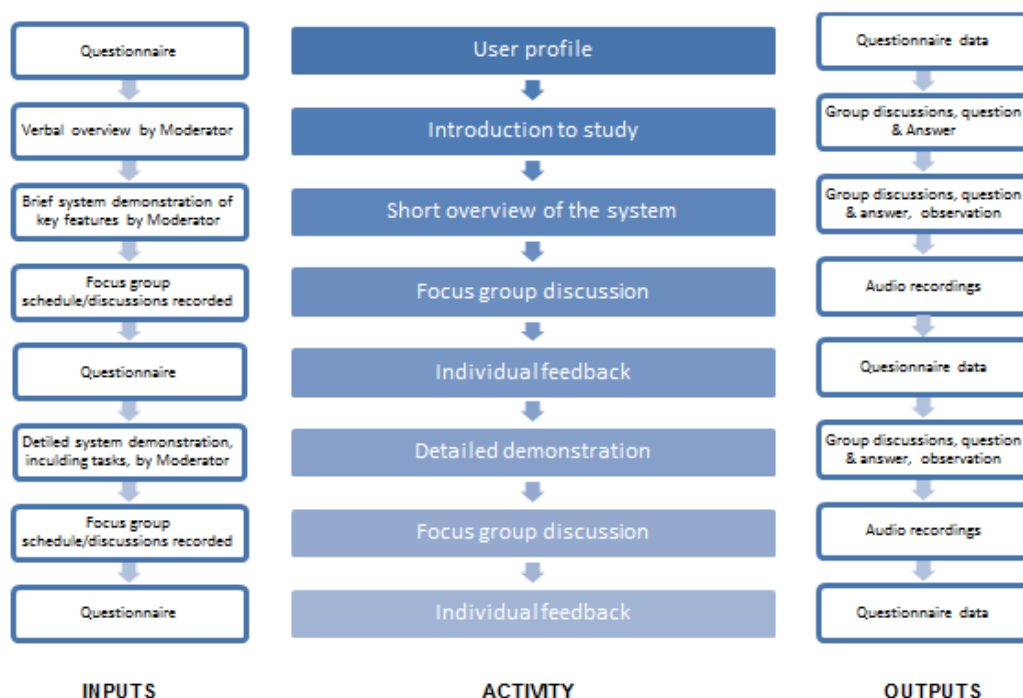 Questionnaire
Verbal overview by Moderator
Brief system demonstration of
key features by Moderator
Focus group
schedule/discussions recorded
Questionnaire
Detiled system demonstration,
inculding tasks, by Moderator
Focus group
schedule/discussions recorded
Questionnaire
INPUTS
User profile
Introduction to study
Short overview of the system
Focus group discussion
Individual feedback
Detailed demonstration
Focus group discussion
Individual feedback
ACTIVITY
Questionnaire data
Group discussions, question
& Answer
Group discussions, question
& answer, observation
Audio recordings
Quesionnaire data
Group discussions, question
& answer, observation
Audio recordings
Questionnaire data
OUTPUTS